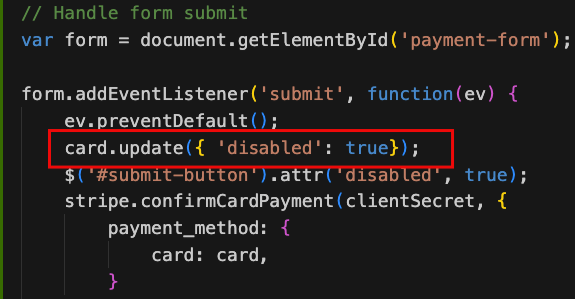 // Handle form submit
var form = document.getElementById('payment-form');
form.addEventListener('submit', function(ev) {
ev.preventDefault();
card.update({ 'disabled': true});
$('#submit-button').attr('disabled', true);
stripe.confirmCardPayment(clientSecret, {
payment_method: {
card: card,
}